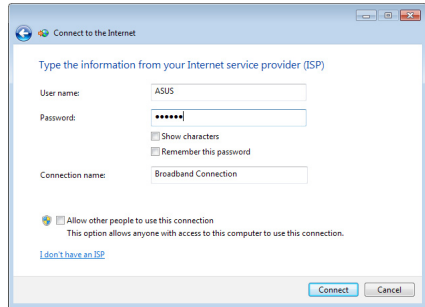 Connect to the Internet
Type the information from your Internet service provider (ISP)
User name: ASUS
Password: ••••••
Show characters
Remember this password
Connection name: Broadband Connection
Allow other people to use this connection
This option allows anyone with access to this computer to use this connection.
I don't have an ISP
Connect Cancel